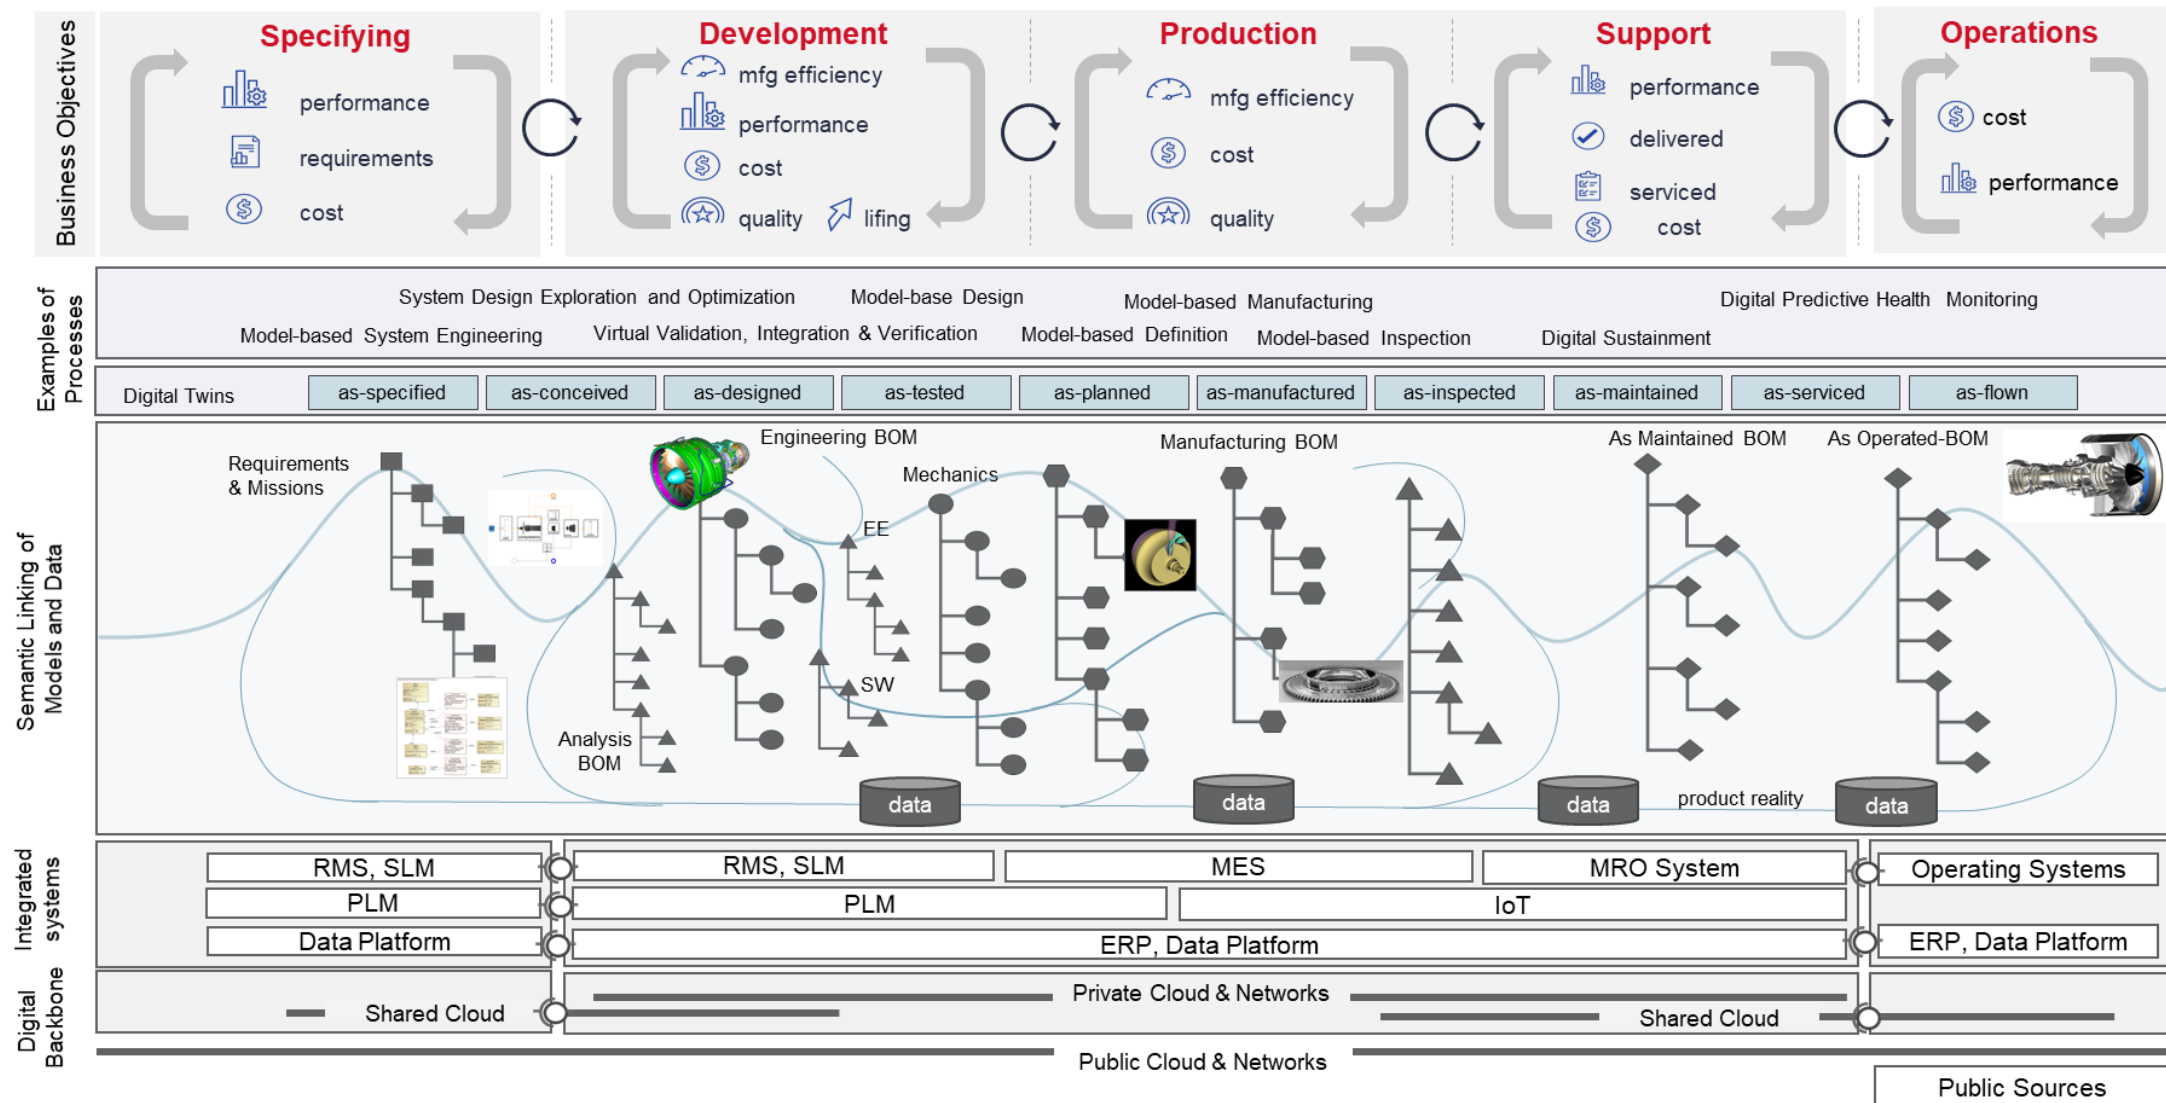 Business Objectives
Specifying
performance
requirements
cost
Development
mfg efficiency
performance
cost
quality
lifing
Production
mfg efficiency
cost
quality
Support
performance
delivered
serviced
cost
Operations
cost
performance
Examples of
Processes
System Design Exploration and Optimization
Model-base Design
Model-based Manufacturing
Digital Predictive Health Monitoring
Model-based System Engineering
Virtual Validation, Integration & Verification
Model-based Definition
Model-based Inspection
Digital Sustainment
Digital Twins
as-specified
as-conceived
as-designed
as-tested
as-planned
as-manufactured
as-inspected
as-maintained
as-serviced
as-flown
Semantic Linking of
Models and Data
Requirements
& Missions
Engineering BOM
Mechanics
EE
SW
Analysis
BOM
Manufacturing BOM
As Maintained BOM
As Operated-BOM
data
data
data
product reality
data
Integrated
systems
RMS, SLM
RMS, SLM
MES
MRO System
Operating Systems
PLM
PLM
IoT
Data Platform
ERP, Data Platform
ERP, Data Platform
Digital
Backbone
Private Cloud & Networks
Shared Cloud
Shared Cloud
Public Cloud & Networks
Public Sources